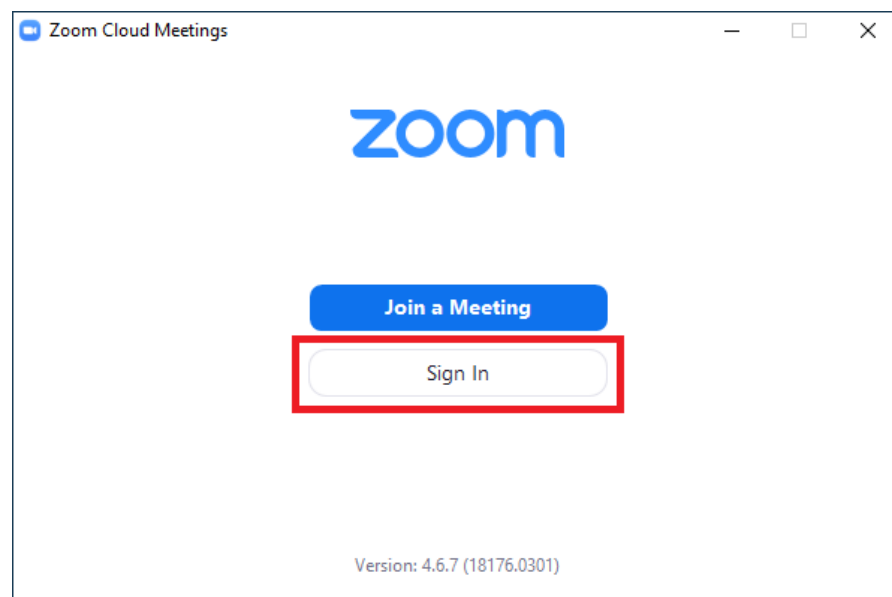 Zoom Cloud Meetings
zoom
Join a Meeting
Sign In
Version: 4.6.7 (18176.0301)